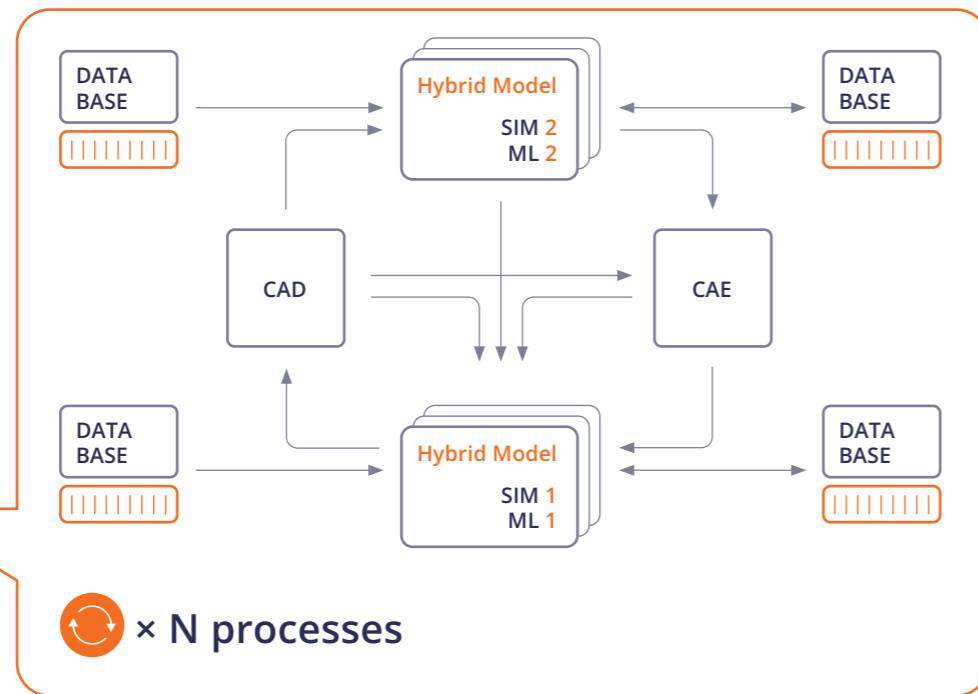 DATA
BASE
Hybrid Model
SIM 2
ML 2
DATA
BASE
CAD
CAE
DATA
BASE
Hybrid Model
SIM 1
ML 1
DATA
BASE
× N processes